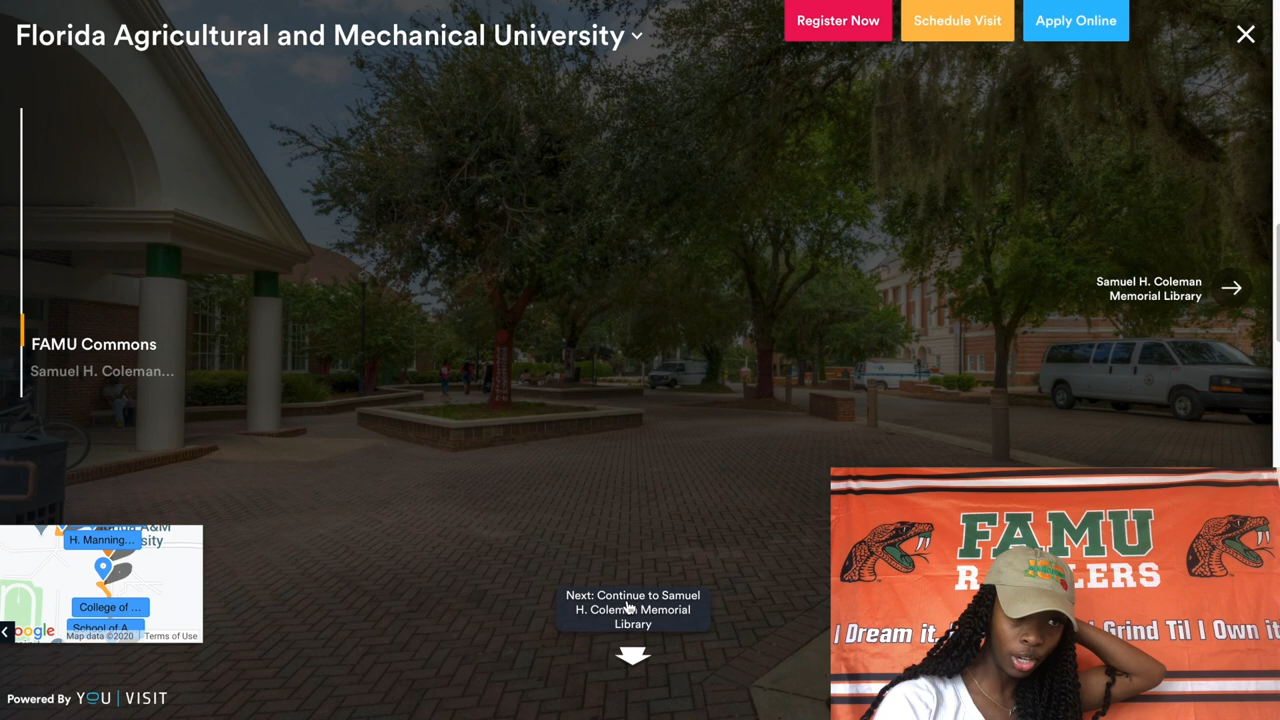 Florida Agricultural and Mechanical University
Register Now
Schedule Visit
Apply Online
Samuel H. Coleman
Memorial Library
FAMU Commons
Samuel H. Coleman...
H. Manning...
College of ...
Map data ©2020 Terms of Use
Next: Continue to Samuel
H. Coleman Memorial
Library
Powered By YOU | VISIT
FAMU
I Dream it,
Grind Til I Own it